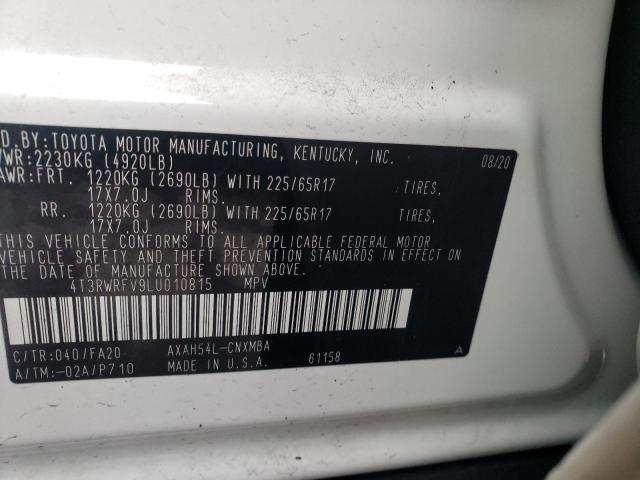 D.BY:TOYOTA MOTOR MANUFACTURING, KENTUCKY, INC. 08/20
VWR:2230KG (4920LB)
AWR:FRT. 1220KG (2690LB) WITH 225/65R17 TIRES,
17X7.0J RIMS.
RR. 1220KG (2690LB) WITH 225/65R17 TIRES,
17X7.0J RIMS.
THIS VEHICLE CONFORMS TO ALL APPLICABLE FEDERAL MOTOR
VEHICLE SAFETY AND THEFT PREVENTION STANDARDS IN EFFECT ON
THE DATE OF MANUFACTURE SHOWN ABOVE.
4T3RWRFV9LU010815 MPV
C/TR:040/FA20 AXAH54L-CNXMBA
A/TM:-02A/P710 MADE IN U.S.A. 61158 A